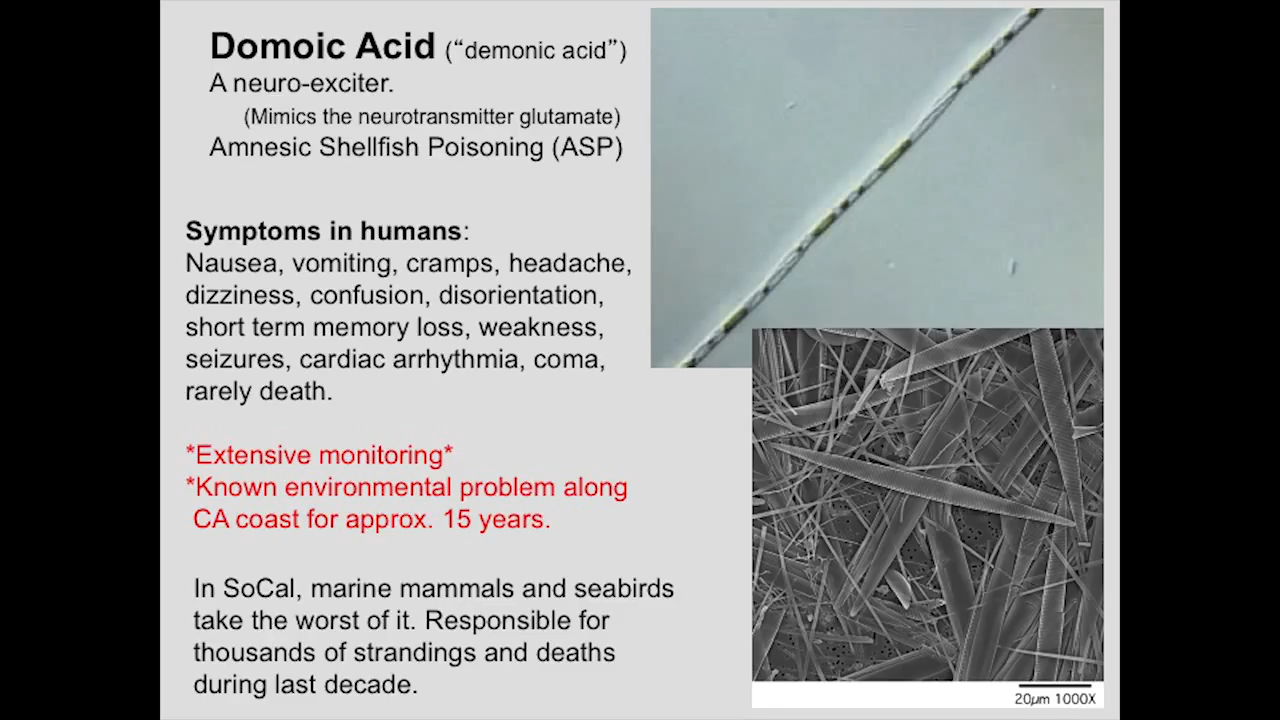 Domoic Acid (“demonic acid”)
A neuro-exciter.
(Mimics the neurotransmitter glutamate)
Amnesic Shellfish Poisoning (ASP)
Symptoms in humans:
Nausea, vomiting, cramps, headache,
dizziness, confusion, disorientation,
short term memory loss, weakness,
seizures, cardiac arrhythmia, coma,
rarely death.
*Extensive monitoring*
*Known environmental problem along
CA coast for approx. 15 years.
In SoCal, marine mammals and seabirds
take the worst of it. Responsible for
thousands of strandings and deaths
during last decade.
20µm 1000X